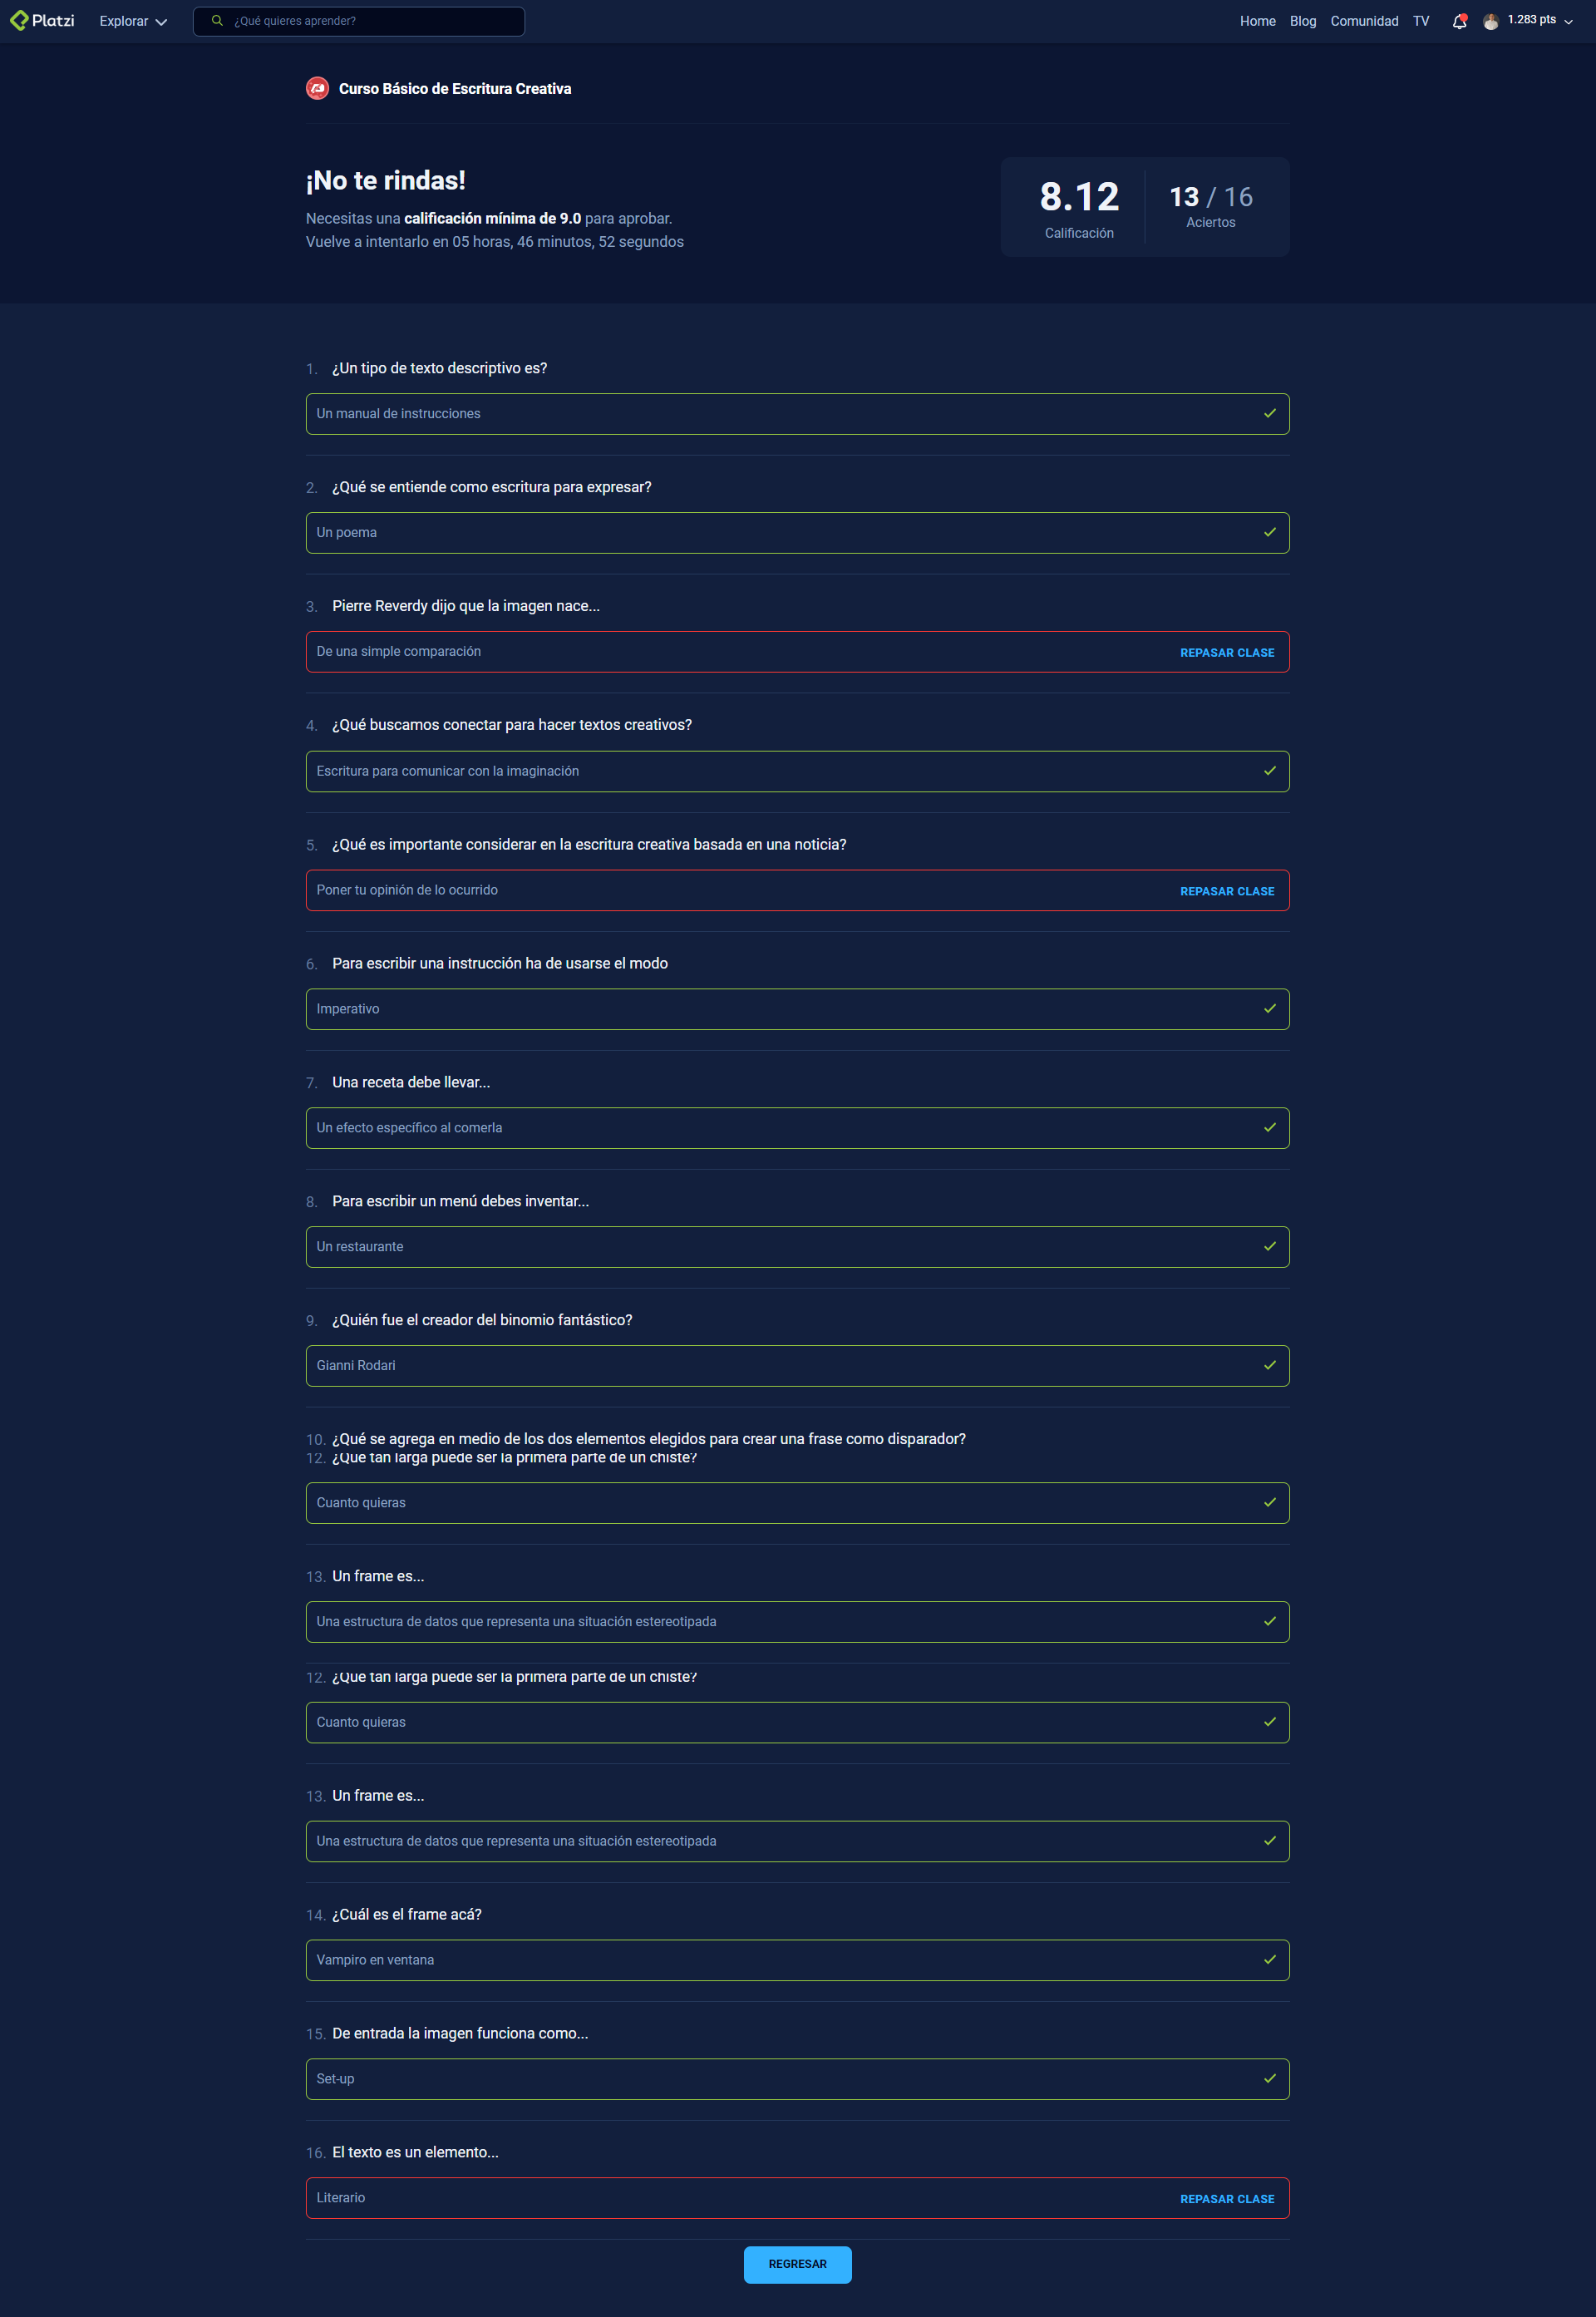 Platzi Explorar ¿Qué quieres aprender? Home Blog Comunidad TV 1.283 pts
Curso Básico de Escritura Creativa
¡No te rindas!
Necesitas una calificación mínima de 9.0 para aprobar.
Vuelve a intentarlo en 05 horas, 46 minutos, 52 segundos
8.12
Calificación
13 / 16
Aciertos
1. ¿Un tipo de texto descriptivo es?
Un manual de instrucciones
2. ¿Qué se entiende como escritura para expresar?
Un poema
3. Pierre Reverdy dijo que la imagen nace...
De una simple comparación REPASAR CLASE
4. ¿Qué buscamos conectar para hacer textos creativos?
Escritura para comunicar con la imaginación
5. ¿Qué es importante considerar en la escritura creativa basada en una noticia?
Poner tu opinión de lo ocurrido REPASAR CLASE
6. Para escribir una instrucción ha de usarse el modo
Imperativo
7. Una receta debe llevar...
Un efecto específico al comerla
8. Para escribir un menú debes inventar...
Un restaurante
9. ¿Quién fue el creador del binomio fantástico?
Gianni Rodari
10. ¿Qué se agrega en medio de los dos elementos elegidos para crear una frase como disparador?
12. ¿Que tan larga puede ser la primera parte de un chiste?
Cuanto quieras
13. Un frame es...
Una estructura de datos que representa una situación estereotipada
12. ¿Que tan larga puede ser la primera parte de un chiste?
Cuanto quieras
13. Un frame es...
Una estructura de datos que representa una situación estereotipada
14. ¿Cuál es el frame acá?
Vampiro en ventana
15. De entrada la imagen funciona como...
Set-up
16. El texto es un elemento...
Literario REPASAR CLASE
REGRESAR